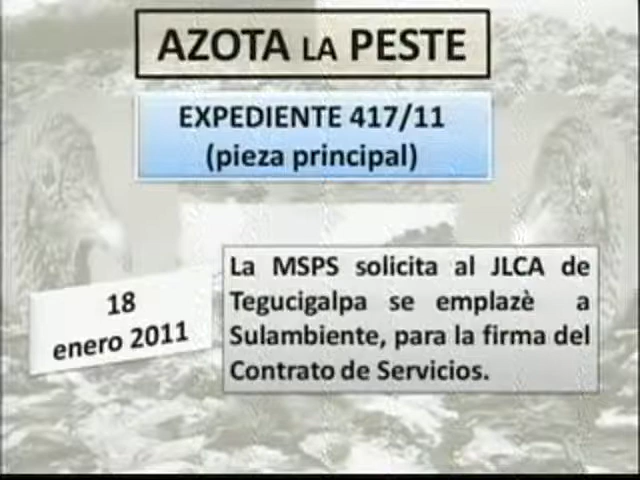 AZOTA LA PESTE
EXPEDIENTE 417/11
(pieza principal)
18
enero 2011
La MSPS solicita al JLCA de
Tegucigalpa se emplazè a
Sulambiente, para la firma del
Contrato de Servicios.